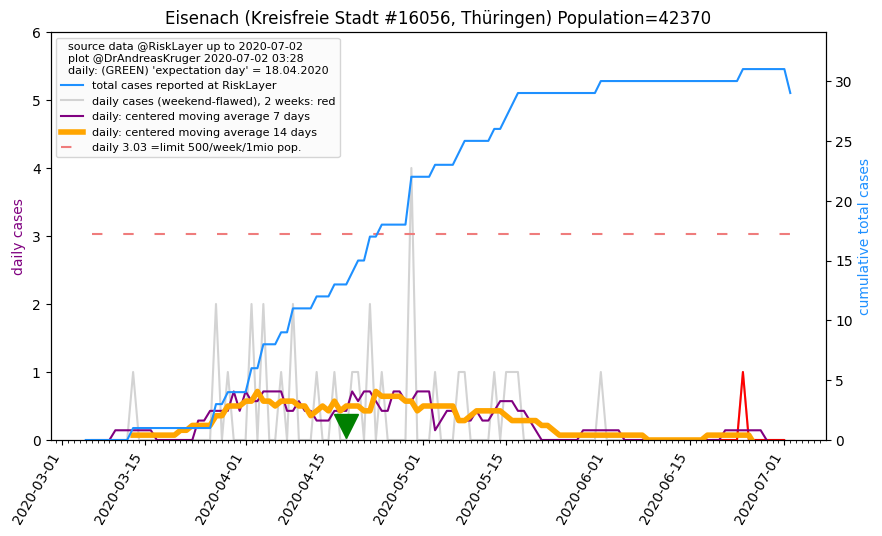 Eisenach (Kreisfreie Stadt #16056, Thüringen) Population=42370
source data @RiskLayer up to 2020-07-02
plot @DrAndreasKruger 2020-07-02 03:28
daily: (GREEN) 'expectation day' = 18.04.2020
total cases reported at RiskLayer
daily cases (weekend-flawed), 2 weeks: red
daily: centered moving average 7 days
daily: centered moving average 14 days
daily 3.03 =limit 500/week/1mio pop.
daily cases
6
5
4
3
2
1
0
30
25
20
15
10
5
0
cumulative total cases
2020-03-01
2020-03-15
2020-04-01
2020-04-15
2020-05-01
2020-05-15
2020-06-01
2020-06-15
2020-07-01